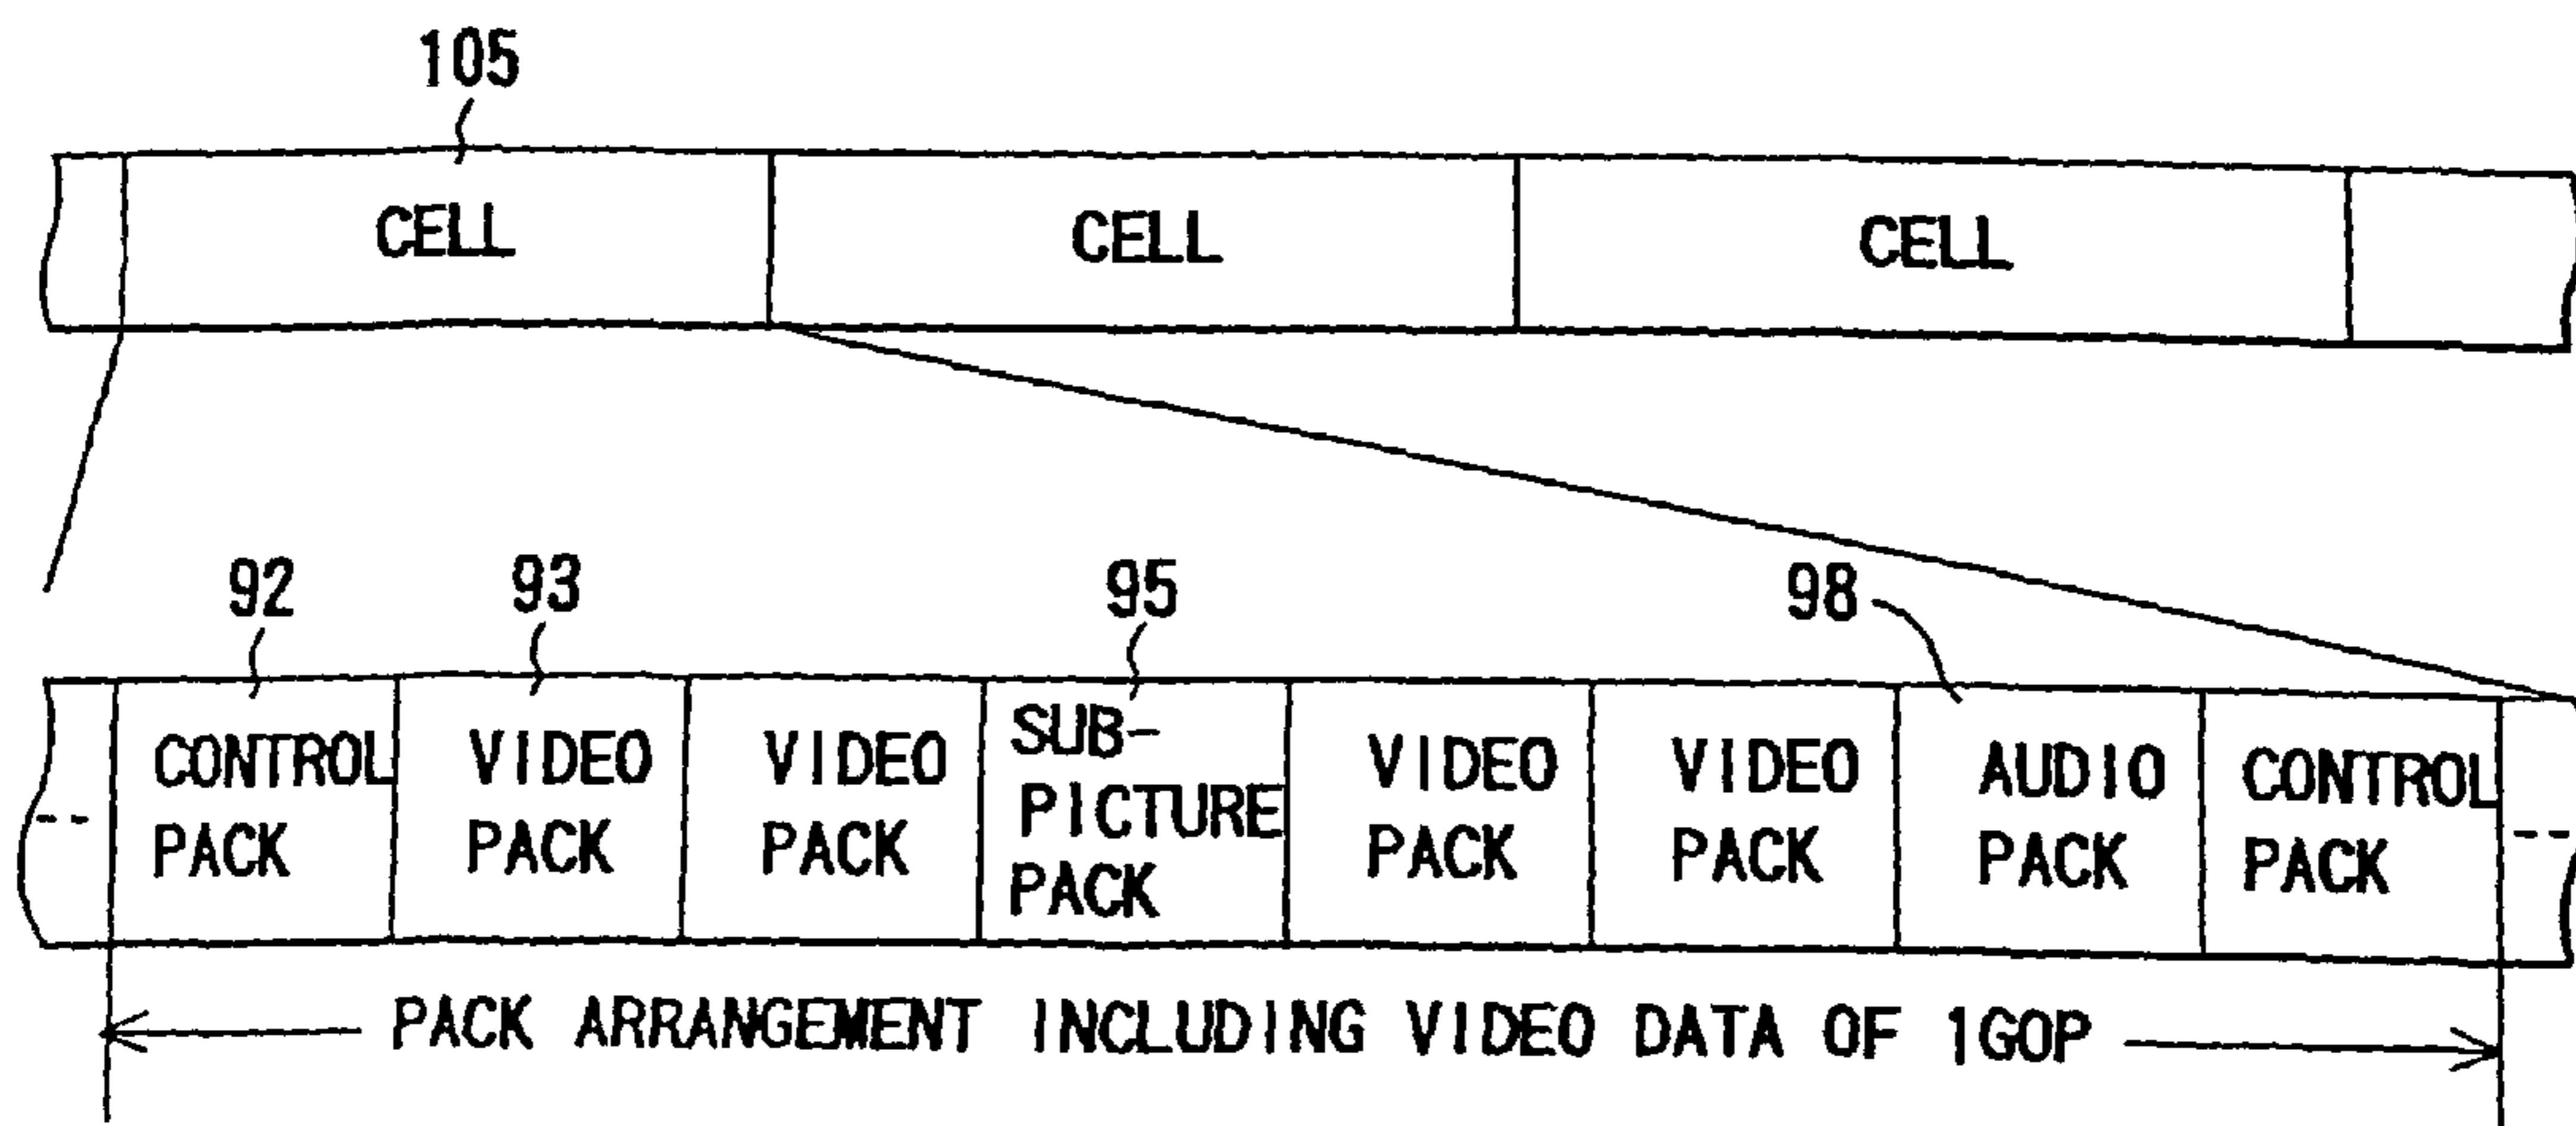 105
CELL CELL CELL
92 93 95 98
CONTROL PACK
VIDEO PACK
VIDEO PACK
SUB-PICTURE PACK
VIDEO PACK
VIDEO PACK
AUDIO PACK
CONTROL PACK
PACK ARRANGEMENT INCLUDING VIDEO DATA OF 1GOP